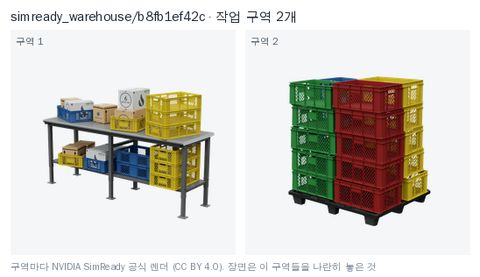 simready_warehouse/b8fb1ef42c · 작업 구역 2개
구역 1
구역 2
구역마다 NVIDIA SimReady 공식 렌더 (CC BY 4.0). 장면은 이 구역들을 나란히 놓은 것